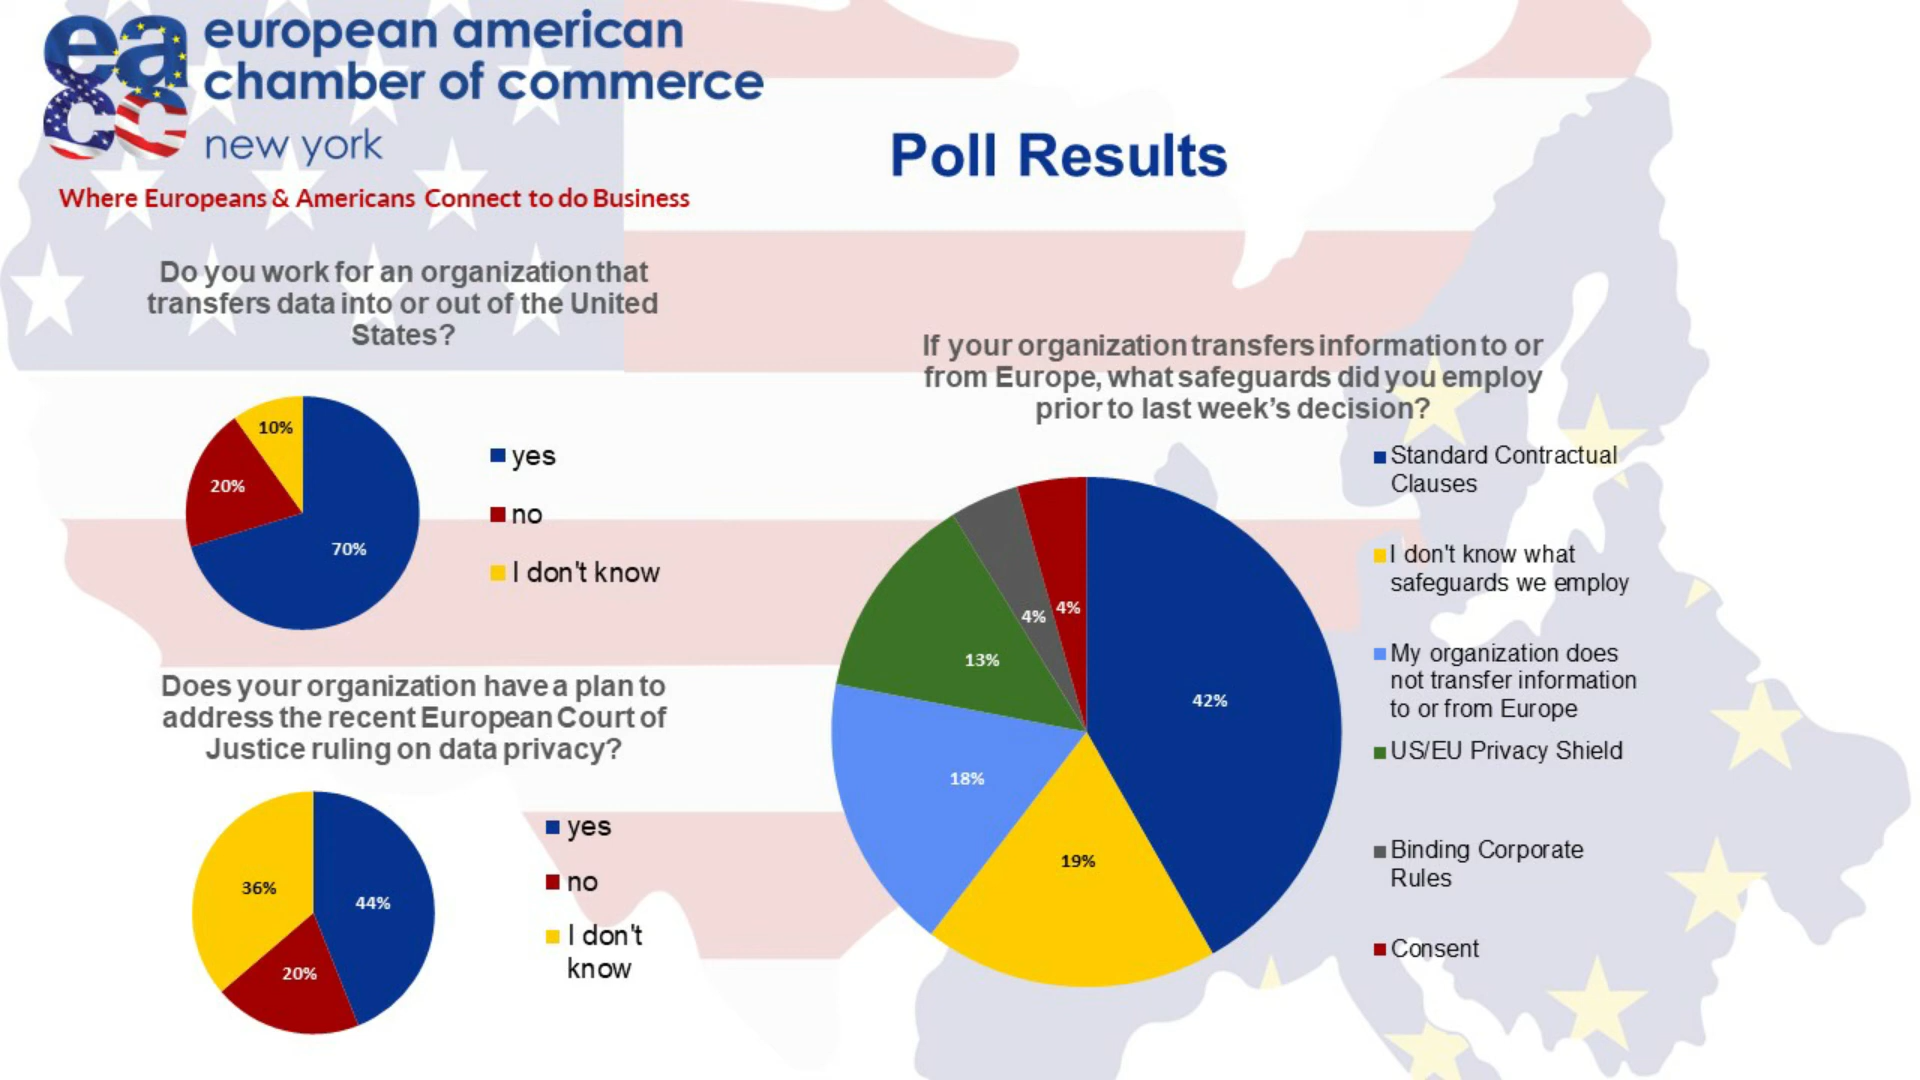 eacc
european american
chamber of commerce
new york
Where Europeans & Americans Connect to do Business
Poll Results
Do you work for an organization that
transfers data into or out of the United
States?
10%
20%
70%
yes
no
I don't know
Does your organization have a plan to
address the recent European Court of
Justice ruling on data privacy?
36%
44%
20%
yes
no
I don't
know
If your organization transfers information to or
from Europe, what safeguards did you employ
prior to last week’s decision?
4%
4%
13%
42%
18%
19%
Standard Contractual
Clauses
I don't know what
safeguards we employ
My organization does
not transfer information
to or from Europe
US/EU Privacy Shield
Binding Corporate
Rules
Consent